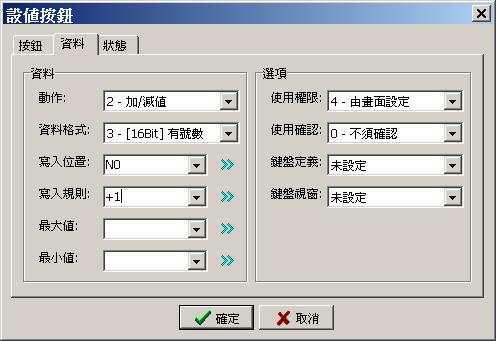 設值按鈕
按鈕 資料 狀態
資料
動作: 2 - 加/減值
資料格式: 3 - [16Bit] 有號數
寫入位置: N0
寫入規則: +1
最大值:
最小值:
選項
使用權限: 4 - 由畫面設定
使用確認: 0 - 不須確認
鍵盤定義: 未設定
鍵盤視窗: 未設定
確定 取消